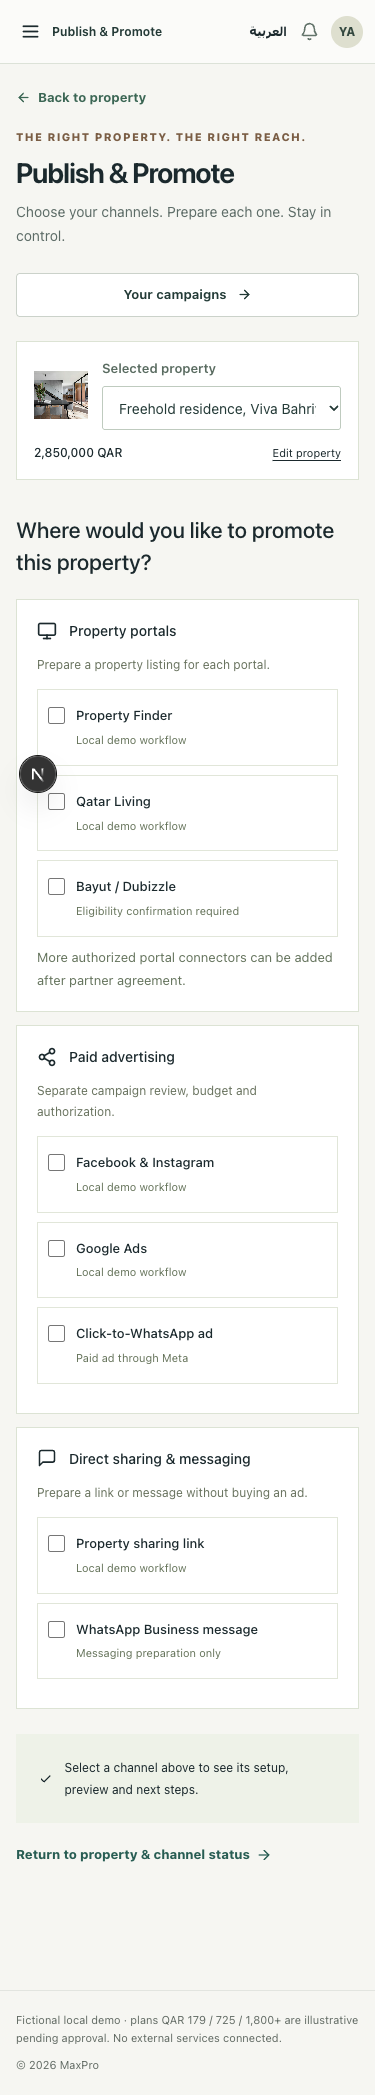 Publish & Promote
العربية
YA
Back to property
THE RIGHT PROPERTY. THE RIGHT REACH.
Publish & Promote
Choose your channels. Prepare each one. Stay in
control.
Your campaigns
Selected property
Freehold residence, Viva Bahri
2,850,000 QAR
Edit property
Where would you like to promote
this property?
Property portals
Prepare a property listing for each portal.
Property Finder
Local demo workflow
N
Qatar Living
Local demo workflow
Bayut / Dubizzle
Eligibility confirmation required
More authorized portal connectors can be added
after partner agreement.
Paid advertising
Separate campaign review, budget and
authorization.
Facebook & Instagram
Local demo workflow
Google Ads
Local demo workflow
Click-to-WhatsApp ad
Paid ad through Meta
Direct sharing & messaging
Prepare a link or message without buying an ad.
Property sharing link
Local demo workflow
WhatsApp Business message
Messaging preparation only
Select a channel above to see its setup,
preview and next steps.
Return to property & channel status
Fictional local demo · plans QAR 179 / 725 / 1,800+ are illustrative
pending approval. No external services connected.
© 2026 MaxPro